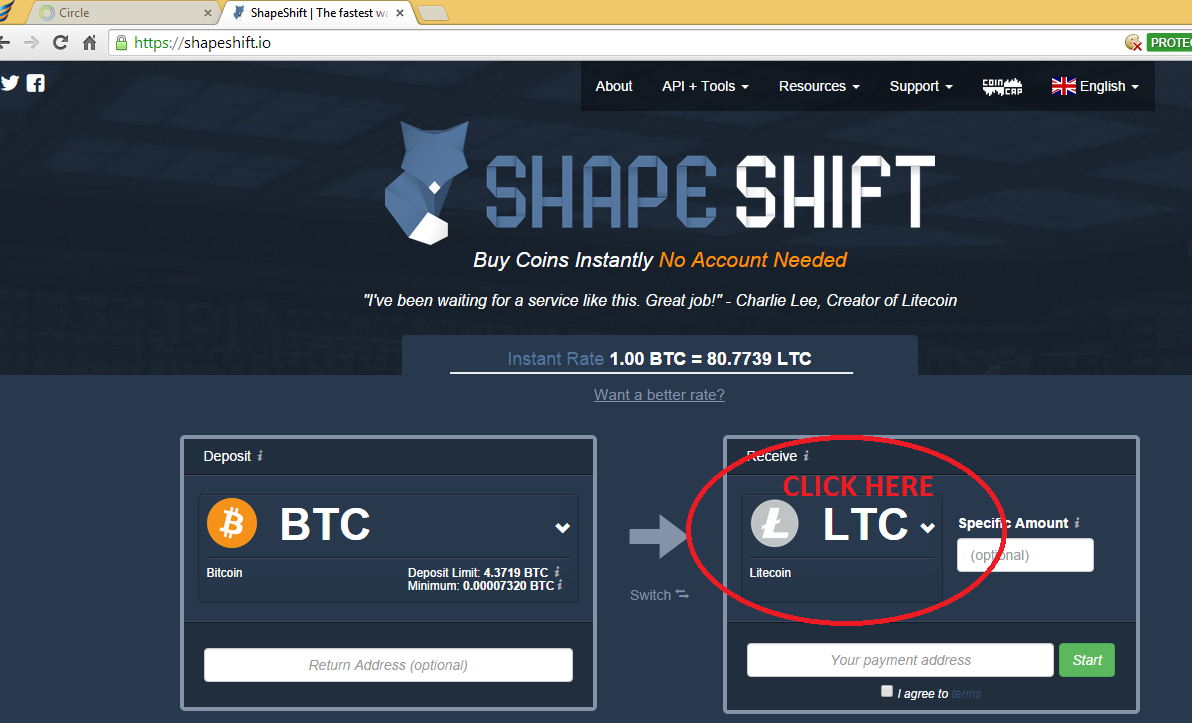 Circle
ShapeShift | The fastest wa
https://shapeshift.io
PROTEC
About API + Tools Resources Support COIN CAP English
SHAPESHIFT
Buy Coins Instantly No Account Needed
"I've been waiting for a service like this. Great job!" - Charlie Lee, Creator of Litecoin
Instant Rate 1.00 BTC = 80.7739 LTC
Want a better rate?
Deposit i
BTC
Bitcoin
Deposit Limit: 4.3719 BTC i
Minimum: 0.00007320 BTC i
Return Address (optional)
Switch
Receive i
CLICK HERE
LTC
Litecoin
Specific Amount i
(optional)
Your payment address
Start
I agree to terms